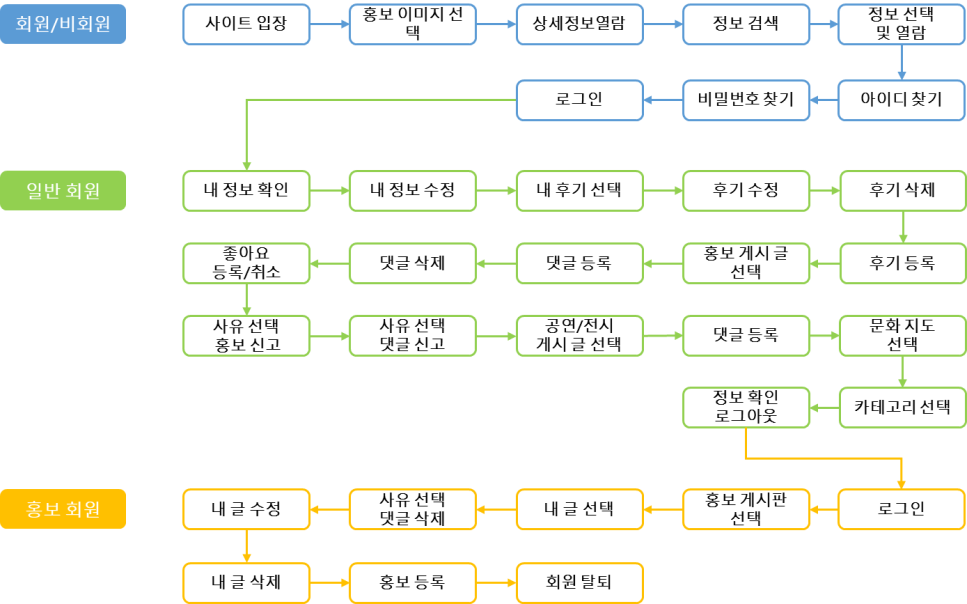 회원/비회원
사이트 입장
홍보 이미지 선
택
상세정보열람
정보 검색
정보 선택
및 열람
로그인
비밀번호 찾기
아이디 찾기
일반 회원
내 정보 확인
내 정보 수정
내 후기 선택
후기 수정
후기 삭제
좋아요
등록/취소
댓글 삭제
댓글 등록
홍보 게시 글
선택
후기 등록
사유 선택
홍보 신고
사유 선택
댓글 신고
공연/전시
게시 글 선택
댓글 등록
문화 지도
선택
정보 확인
로그아웃
카테고리 선택
홍보 회원
내 글 수정
사유 선택
댓글 삭제
내 글 선택
홍보 게시판
선택
로그인
내 글 삭제
홍보 등록
회원 탈퇴